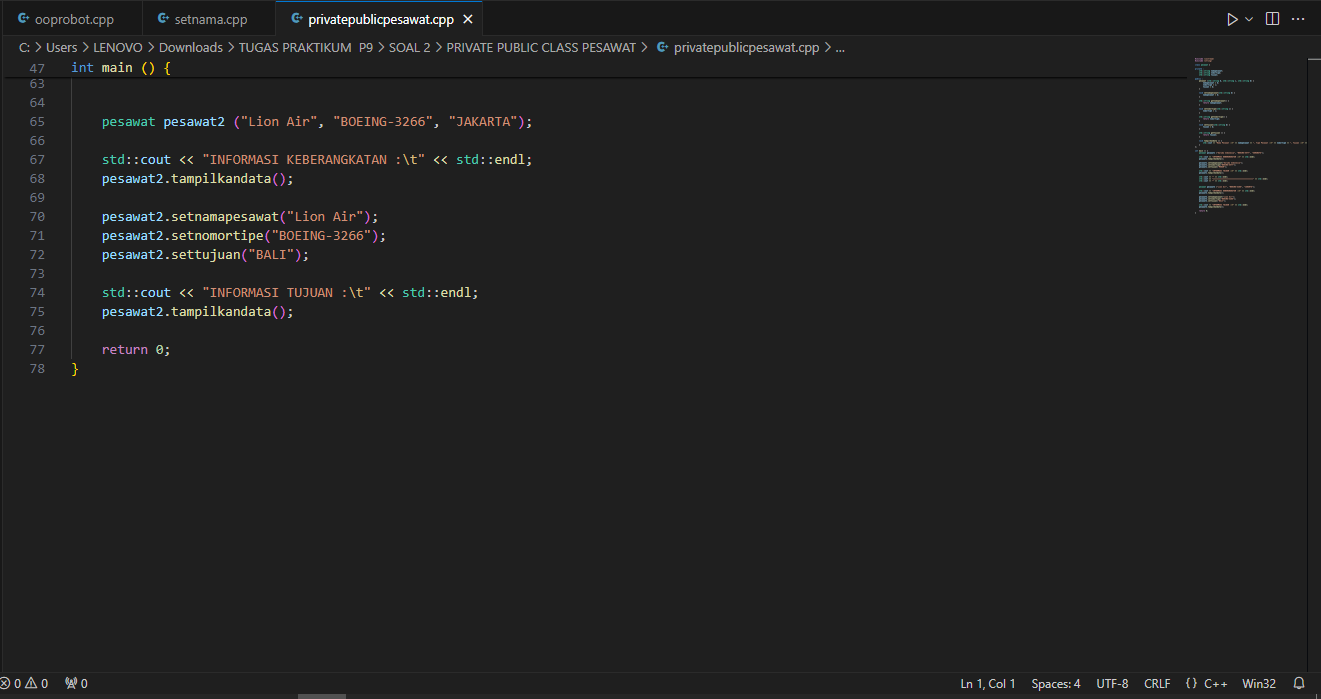 ooprobot.cpp setnama.cpp privatepublicpesawat.cpp
C: > Users > LENOVO > Downloads > TUGAS PRAKTIKUM P9 > SOAL 2 > PRIVATE PUBLIC CLASS PESAWAT > privatepublicpesawat.cpp > ...
47 int main () {
63
64
65 pesawat pesawat2 ("Lion Air", "BOEING-3266", "JAKARTA");
66
67 std::cout << "INFORMASI KEBERANGKATAN :\t" << std::endl;
68 pesawat2.tampilkandata();
69
70 pesawat2.setnamapesawat("Lion Air");
71 pesawat2.setnomortipe("BOEING-3266");
72 pesawat2.settujuan("BALI");
73
74 std::cout << "INFORMASI TUJUAN :\t" << std::endl;
75 pesawat2.tampilkandata();
76
77 return 0;
78 }
0 0 0 Ln 1, Col 1 Spaces: 4 UTF-8 CRLF {} C++ Win32